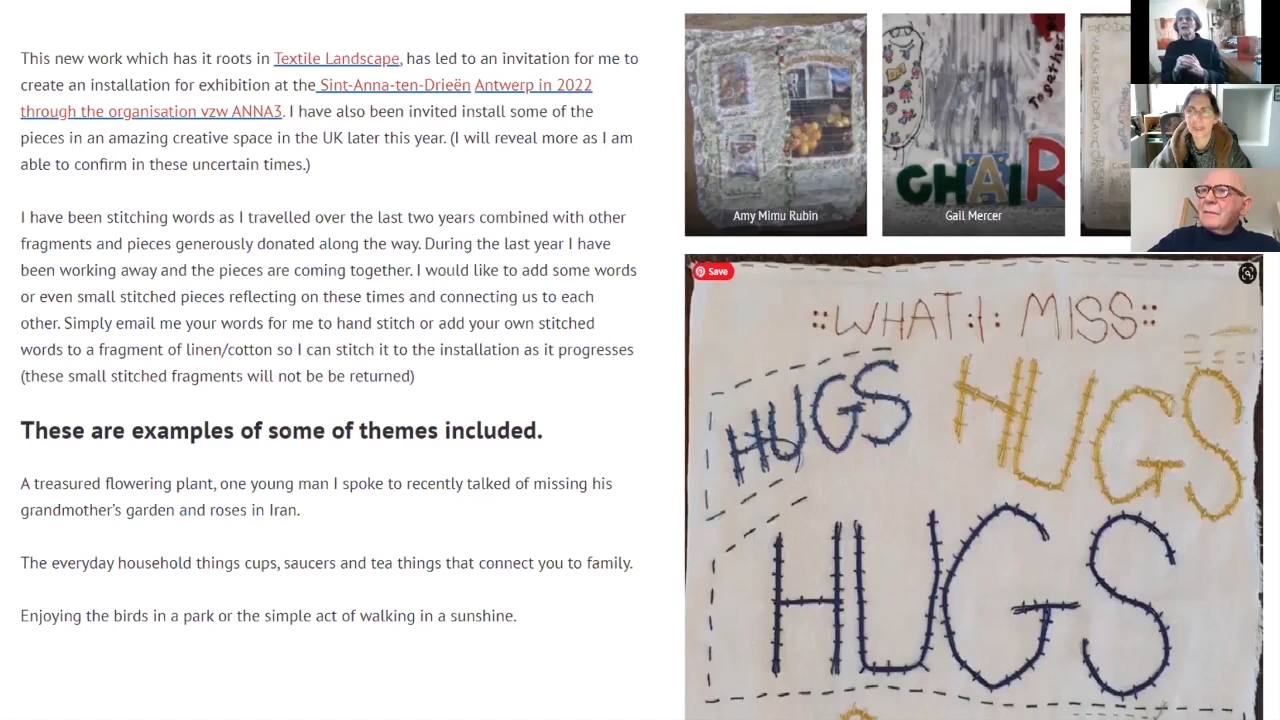 This new work which has it roots in Textile Landscape, has led to an invitation for me to
create an installation for exhibition at the Sint-Anna-ten-Drieën Antwerp in 2022
through the organisation vzw ANNA3. I have also been invited install some of the
pieces in an amazing creative space in the UK later this year. (I will reveal more as I am
able to confirm in these uncertain times.)
I have been stitching words as I travelled over the last two years combined with other
fragments and pieces generously donated along the way. During the last year I have
been working away and the pieces are coming together. I would like to add some words
or even small stitched pieces reflecting on these times and connecting us to each
other. Simply email me your words for me to hand stitch or add your own stitched
words to a fragment of linen/cotton so I can stitch it to the installation as it progresses
(these small stitched fragments will not be be returned)
These are examples of some of themes included.
A treasured flowering plant, one young man I spoke to recently talked of missing his
grandmother's garden and roses in Iran.
The everyday household things cups, saucers and tea things that connect you to family.
Enjoying the birds in a park or the simple act of walking in a sunshine.
Amy Mimu Rubin
Together
CHAIR
Gail Mercer
Save
WHAT I MISS
HUGS HUGS
HUGS